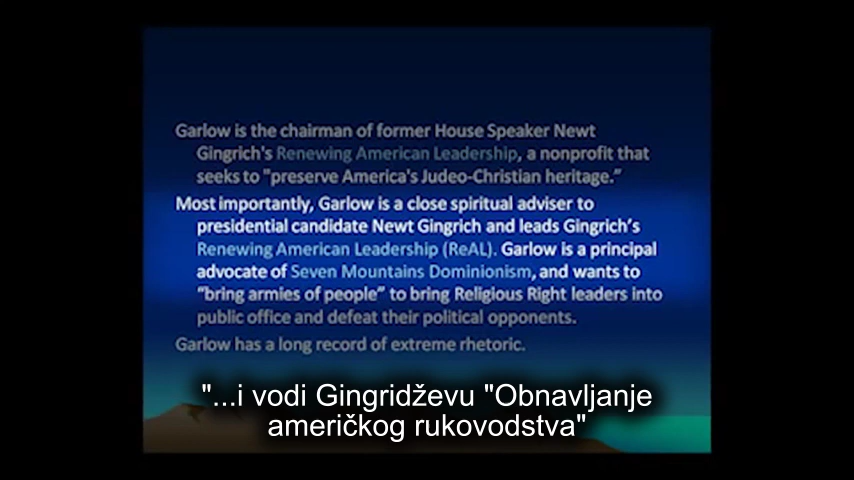 Garlow is the chairman of former House Speaker Newt
Gingrich's Renewing American Leadership, a nonprofit that
seeks to "preserve America's Judeo-Christian heritage.”
Most importantly, Garlow is a close spiritual adviser to
presidential candidate Newt Gingrich and leads Gingrich’s
Renewing American Leadership (ReAL). Garlow is a principal
advocate of Seven Mountains Dominionism, and wants to
“bring armies of people” to bring Religious Right leaders into
public office and defeat their political opponents.
Garlow has a long record of extreme rhetoric.
"...i vodi Gingridževu "Obnavljanje
američkog rukovodstva"